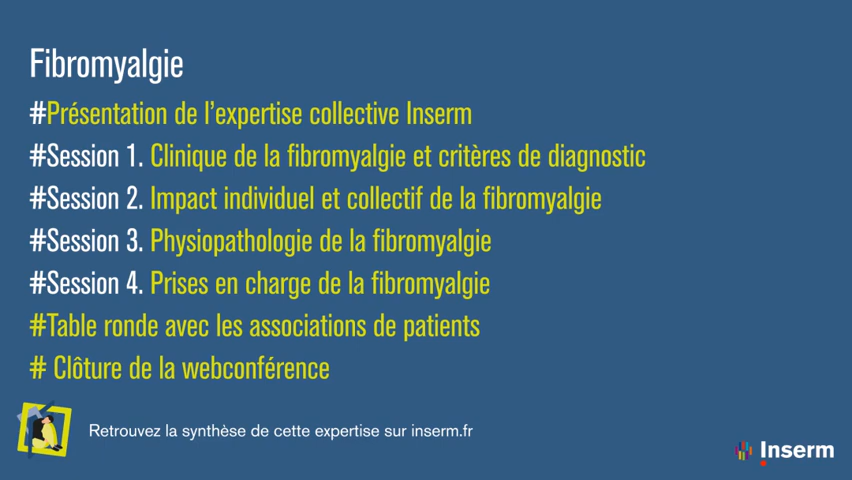 Fibromyalgie
#Présentation de l'expertise collective Inserm
#Session 1. Clinique de la fibromyalgie et critères de diagnostic
#Session 2. Impact individuel et collectif de la fibromyalgie
#Session 3. Physiopathologie de la fibromyalgie
#Session 4. Prises en charge de la fibromyalgie
#Table ronde avec les associations de patients
# Clôture de la webconférence
Retrouvez la synthèse de cette expertise sur inserm.fr
Inserm